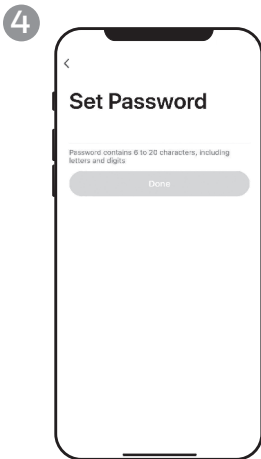 4
<
Set Password
Password contains 6 to 20 characters, including
letters and digits
Done